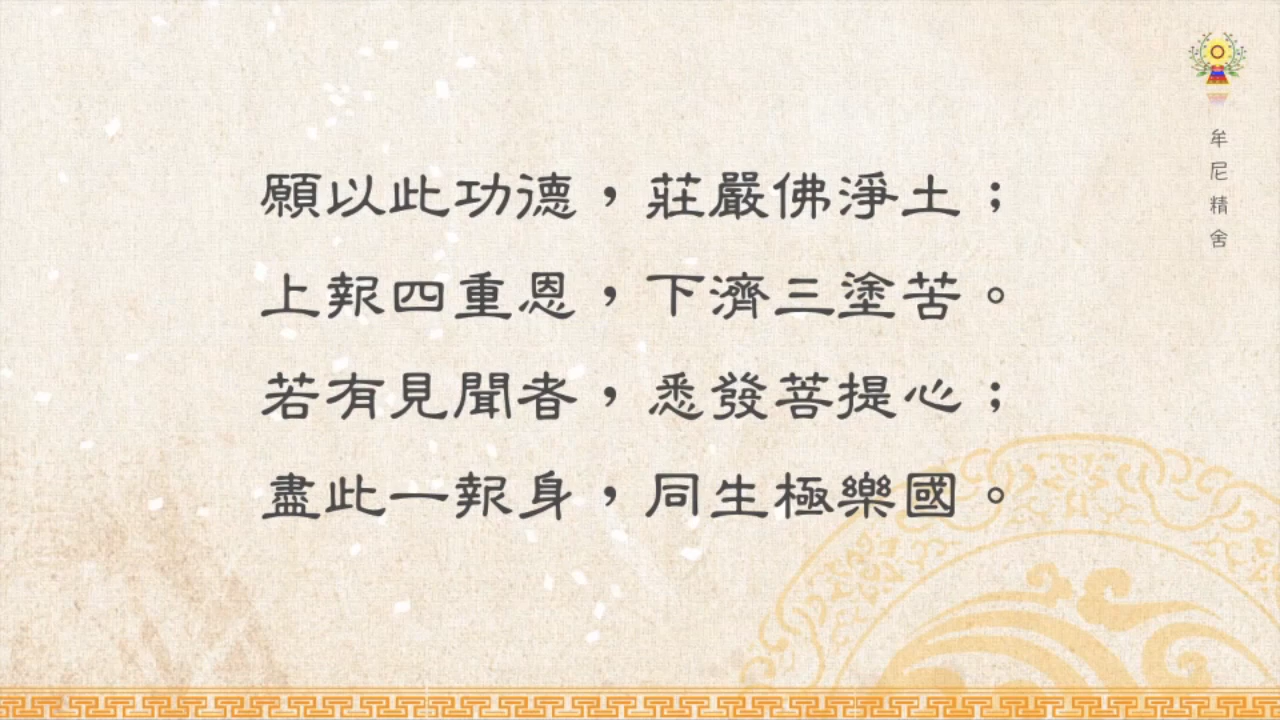 願以此功德，莊嚴佛淨土；
上報四重恩，下濟三塗苦。
若有見聞者，悉發菩提心；
盡此一報身，同生極樂國。
牟尼精舍